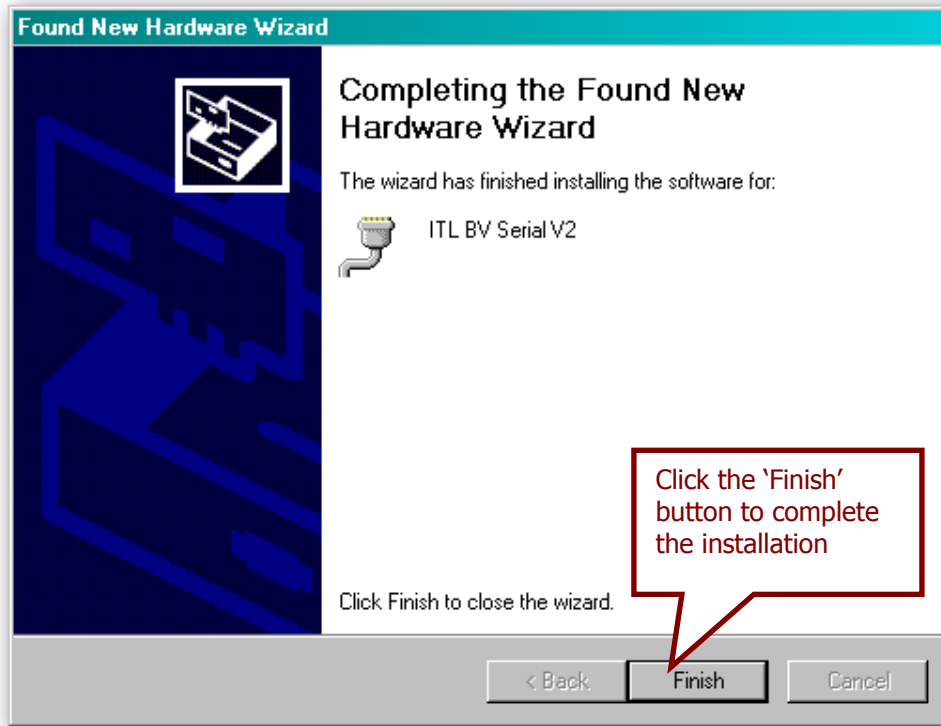 Found New Hardware Wizard
Completing the Found New
Hardware Wizard
The wizard has finished installing the software for:
ITL BV Serial V2
Click the ‘Finish’
button to complete
the installation
Click Finish to close the wizard.
< Back
Finish
Cancel